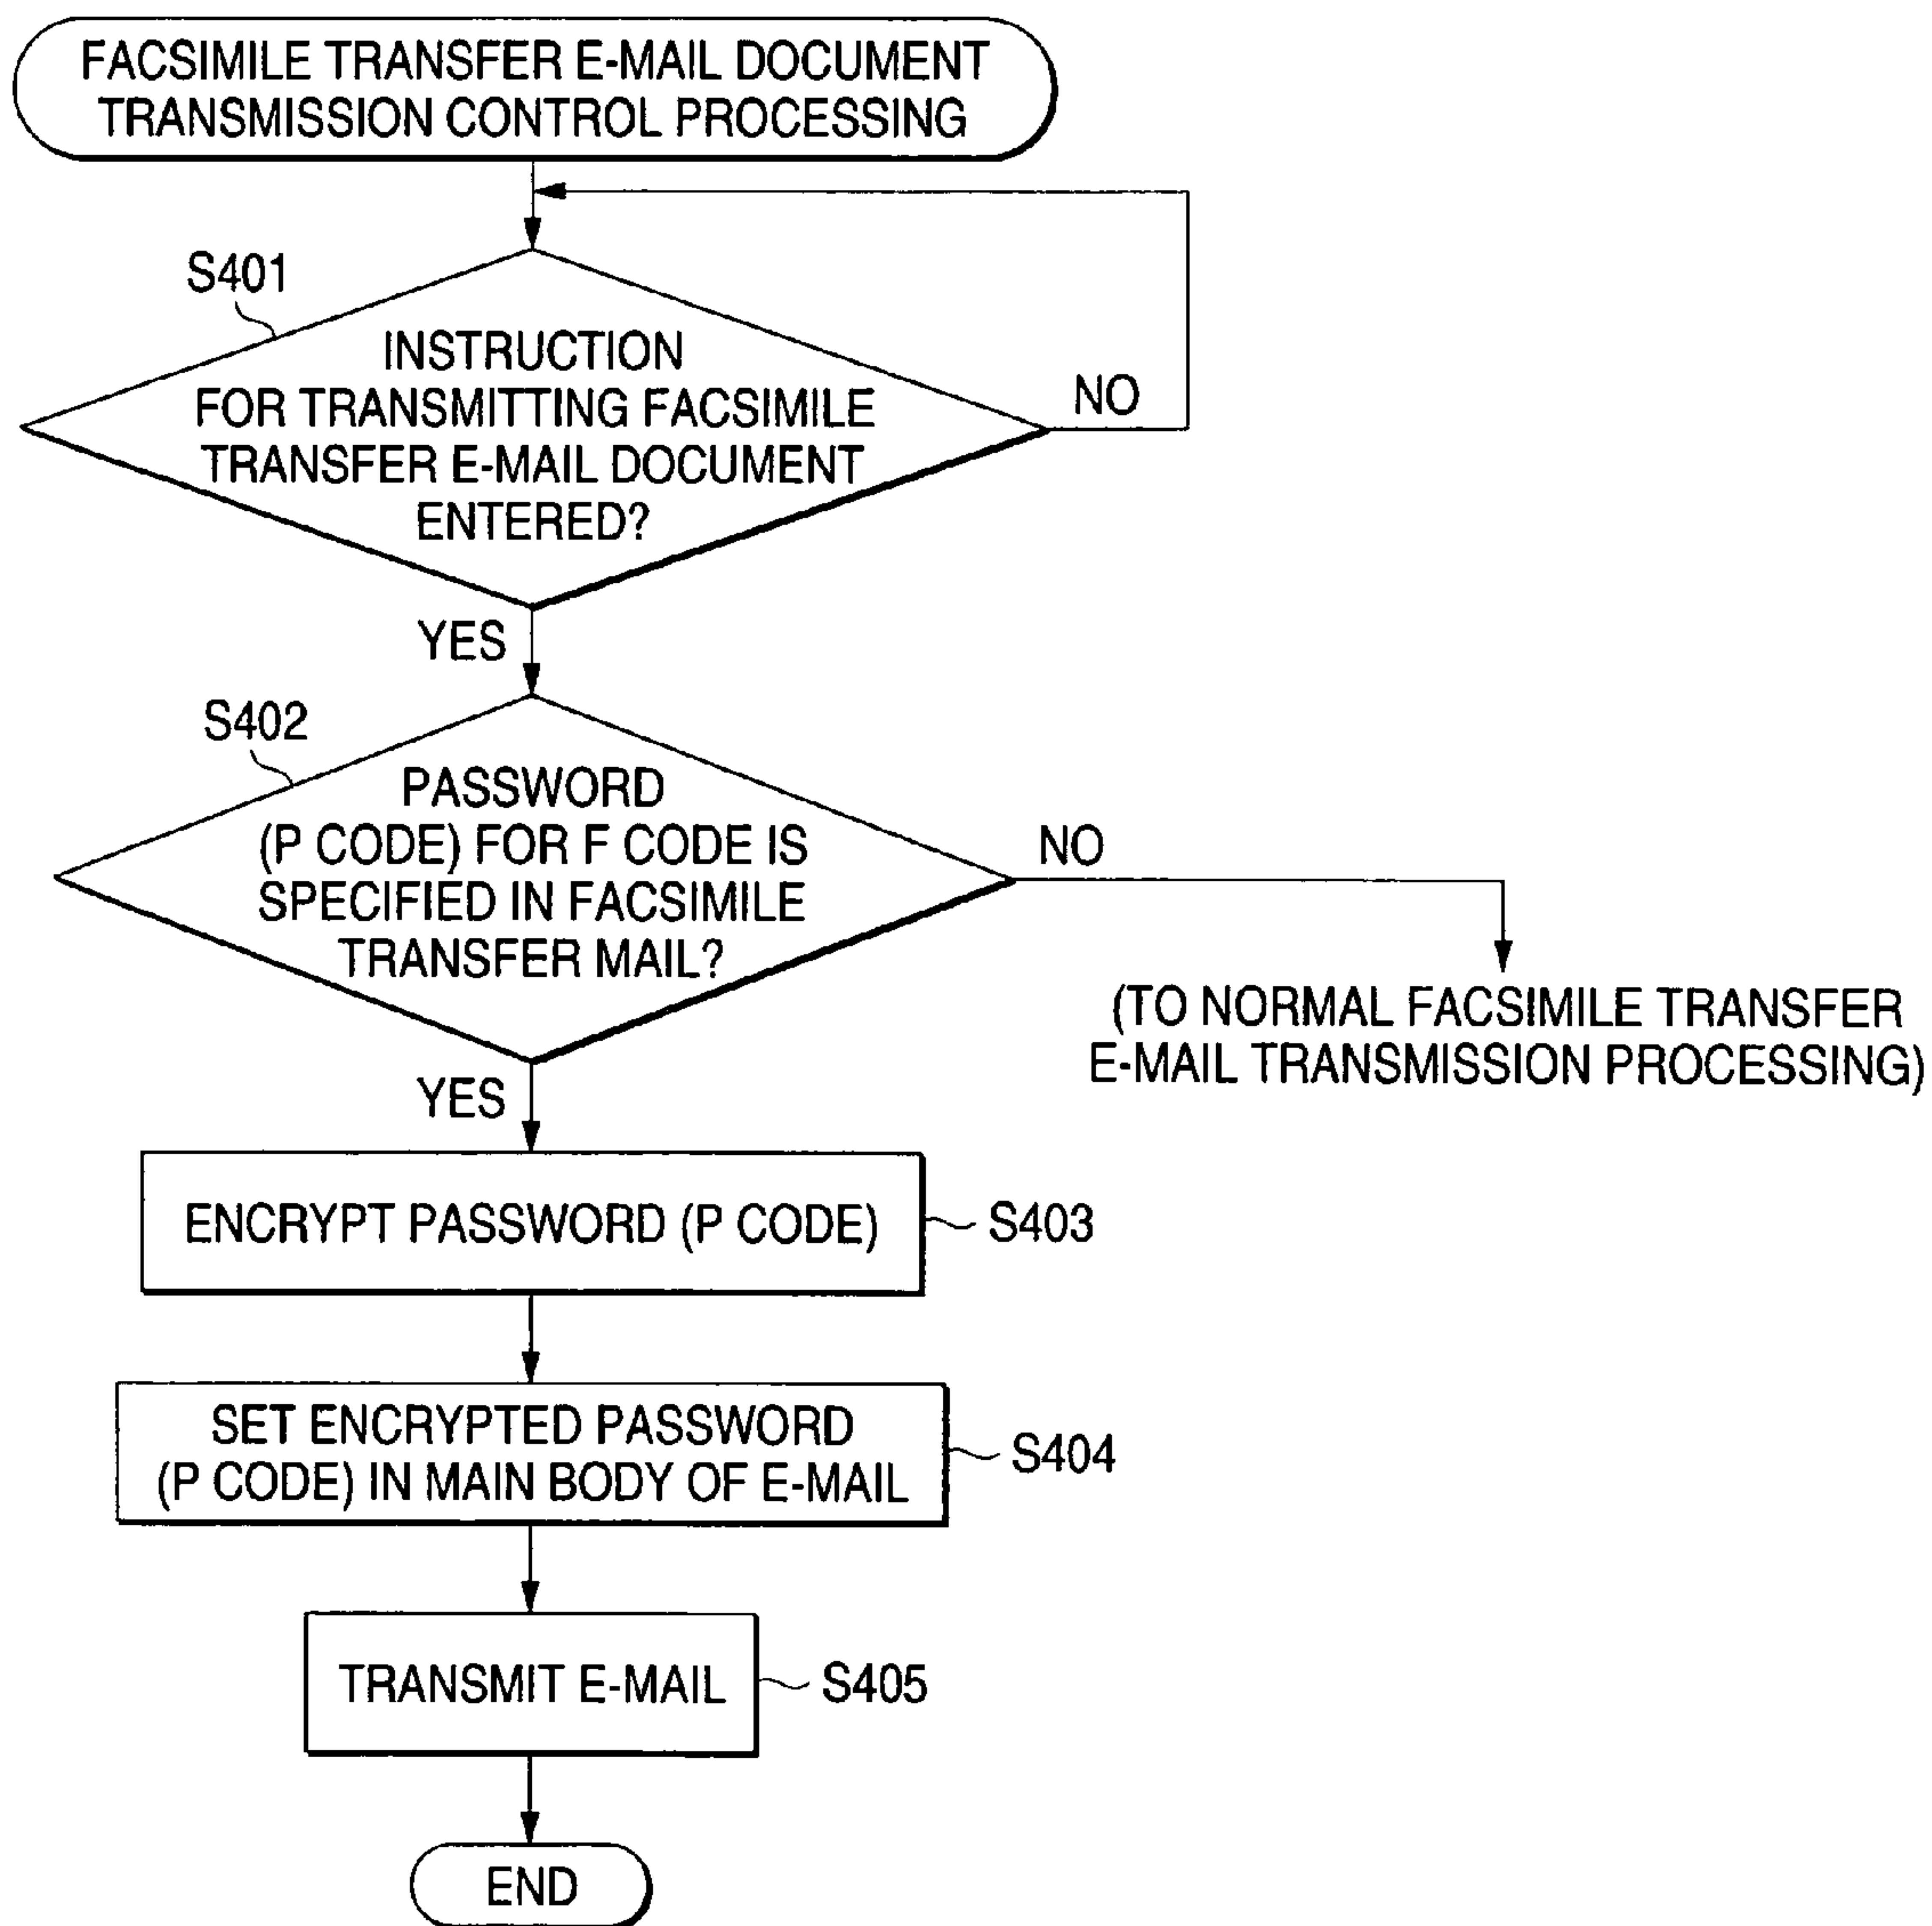 FACSIMILE TRANSFER E-MAIL DOCUMENT
TRANSMISSION CONTROL PROCESSING
S401
INSTRUCTION
FOR TRANSMITTING FACSIMILE
TRANSFER E-MAIL DOCUMENT
ENTERED?
NO
YES
S402
PASSWORD
(P CODE) FOR F CODE IS
SPECIFIED IN FACSIMILE
TRANSFER MAIL?
NO
(TO NORMAL FACSIMILE TRANSFER
E-MAIL TRANSMISSION PROCESSING)
YES
ENCRYPT PASSWORD (P CODE)
S403
SET ENCRYPTED PASSWORD
(P CODE) IN MAIN BODY OF E-MAIL
S404
TRANSMIT E-MAIL
S405
END